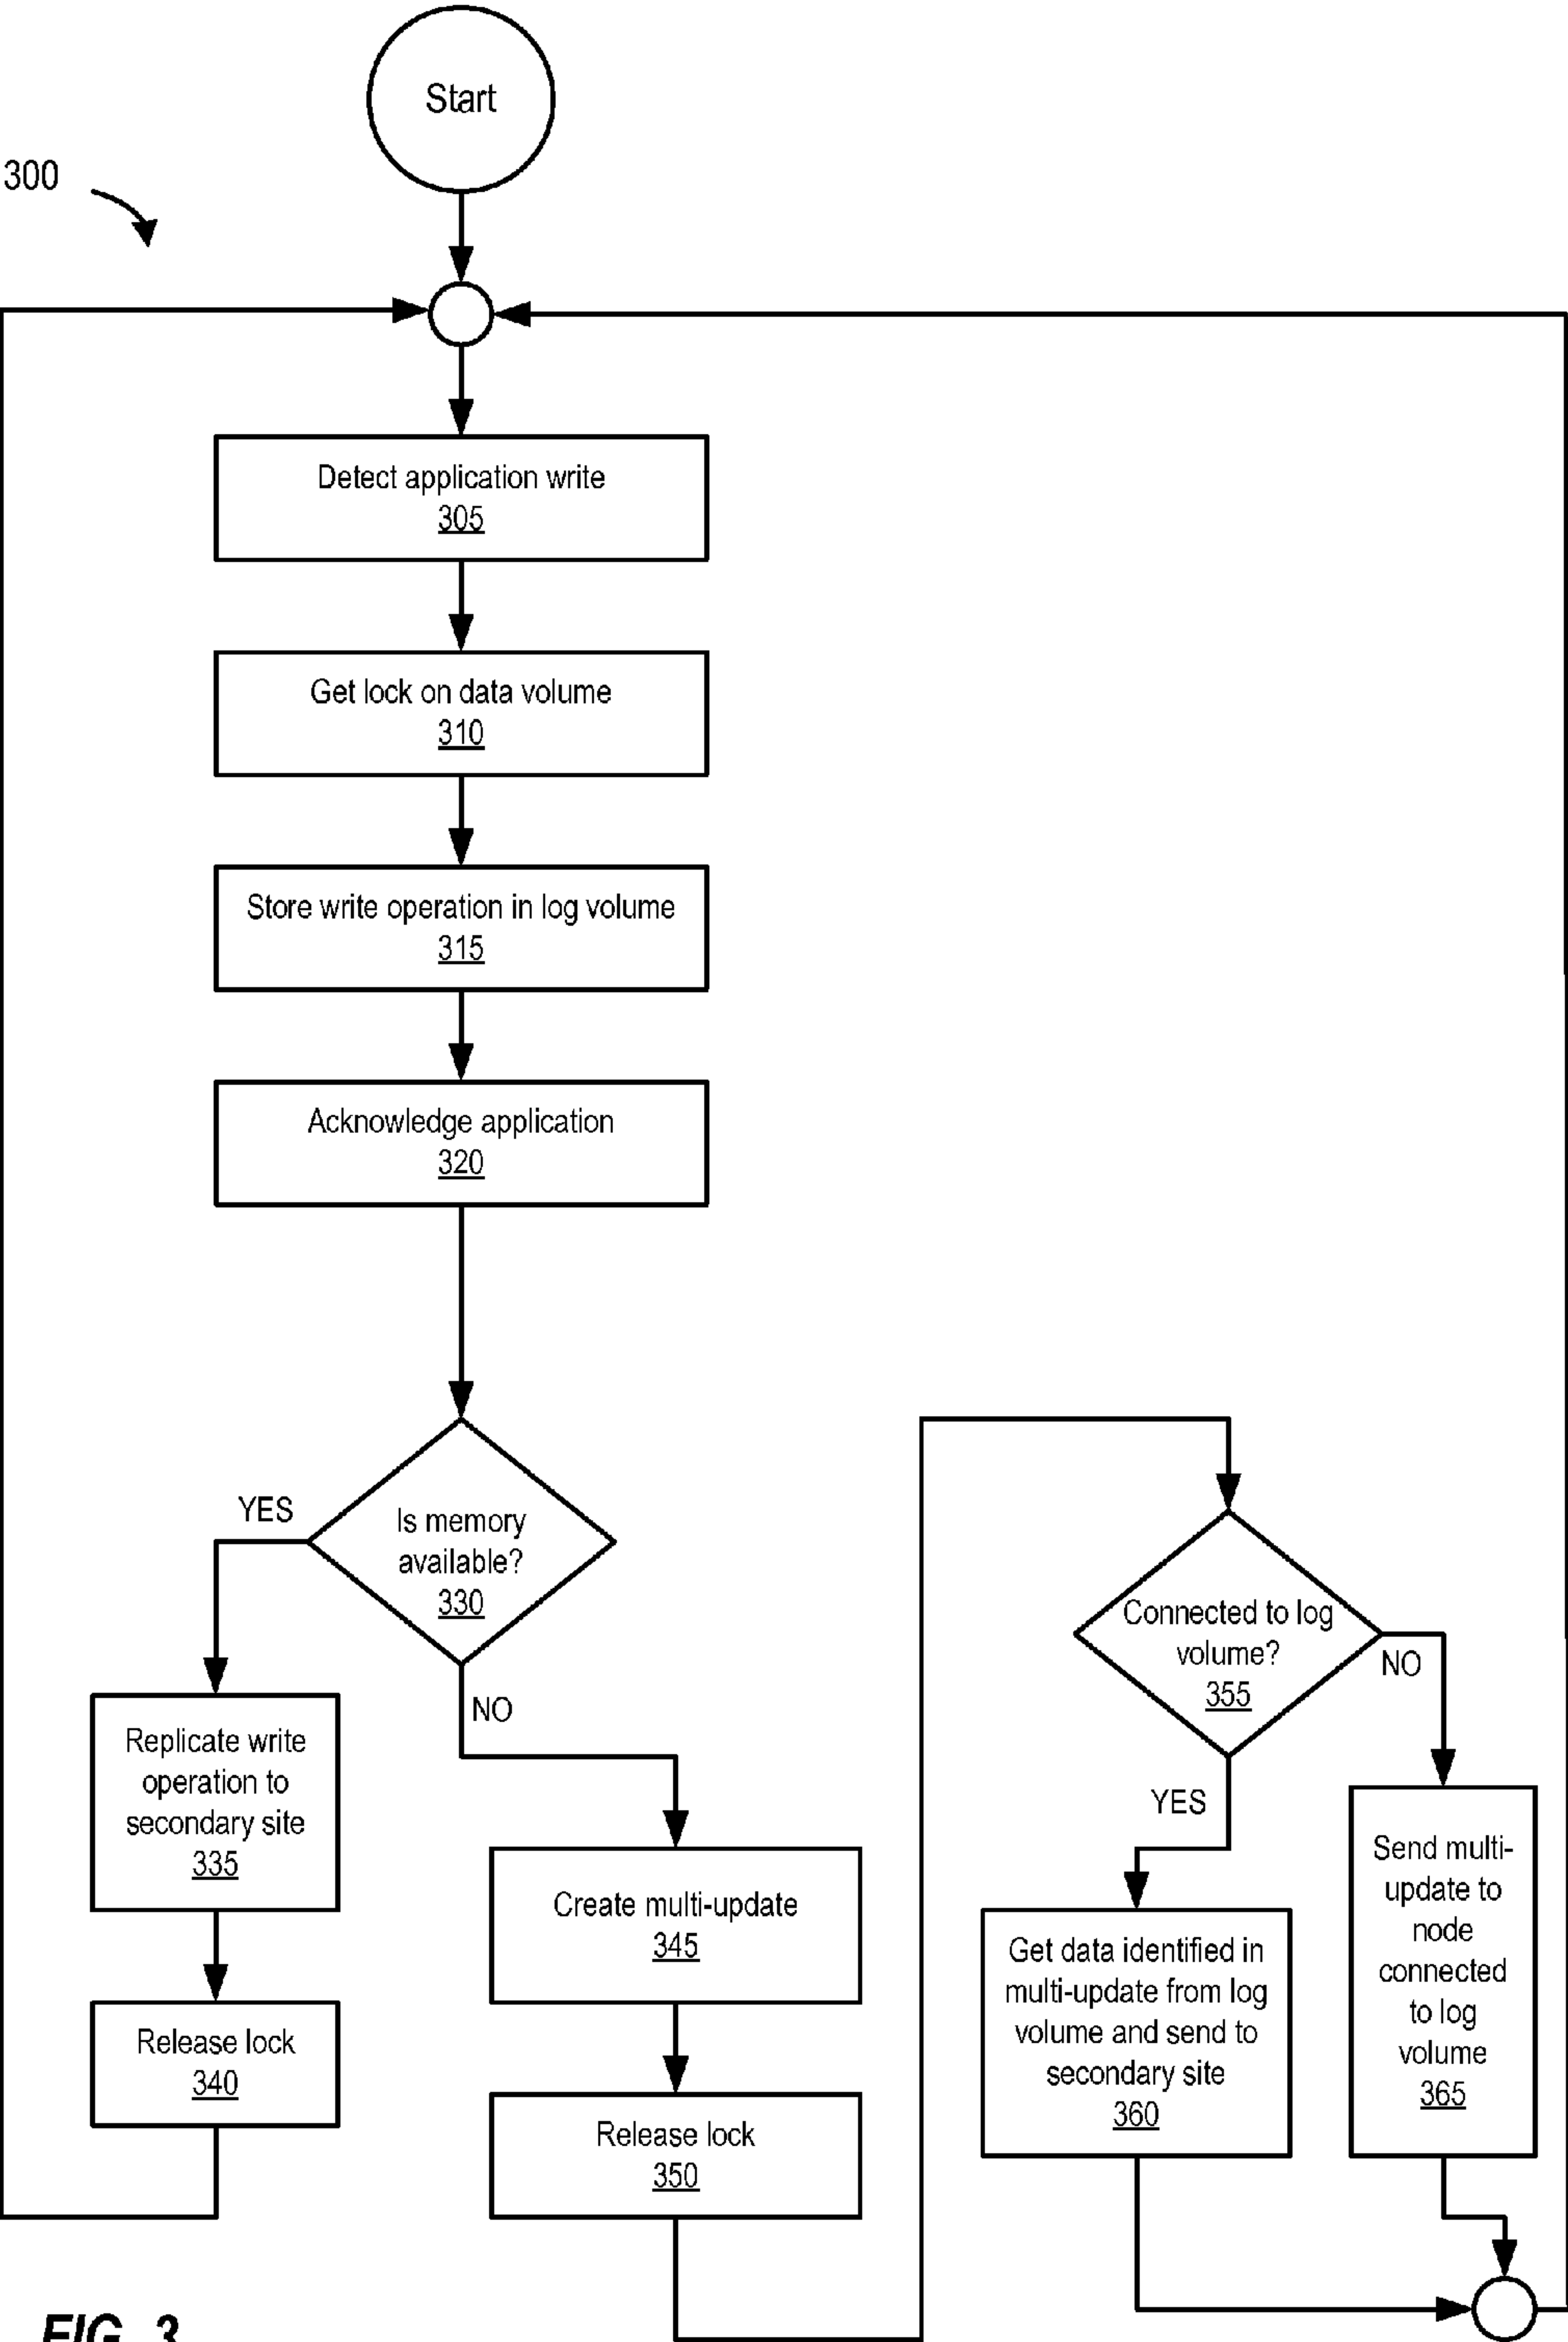 Start
300
Detect application write
305
Get lock on data volume
310
Store write operation in log volume
315
Acknowledge application
320
YES
Is memory
available?
330
NO
Replicate write
operation to
secondary site
335
Release lock
340
Create multi-update
345
Release lock
350
Connected to log
volume?
355
NO
YES
Get data identified in
multi-update from log
volume and send to
secondary site
360
Send multi-
update to
node
connected
to log
volume
365
FIG. 3